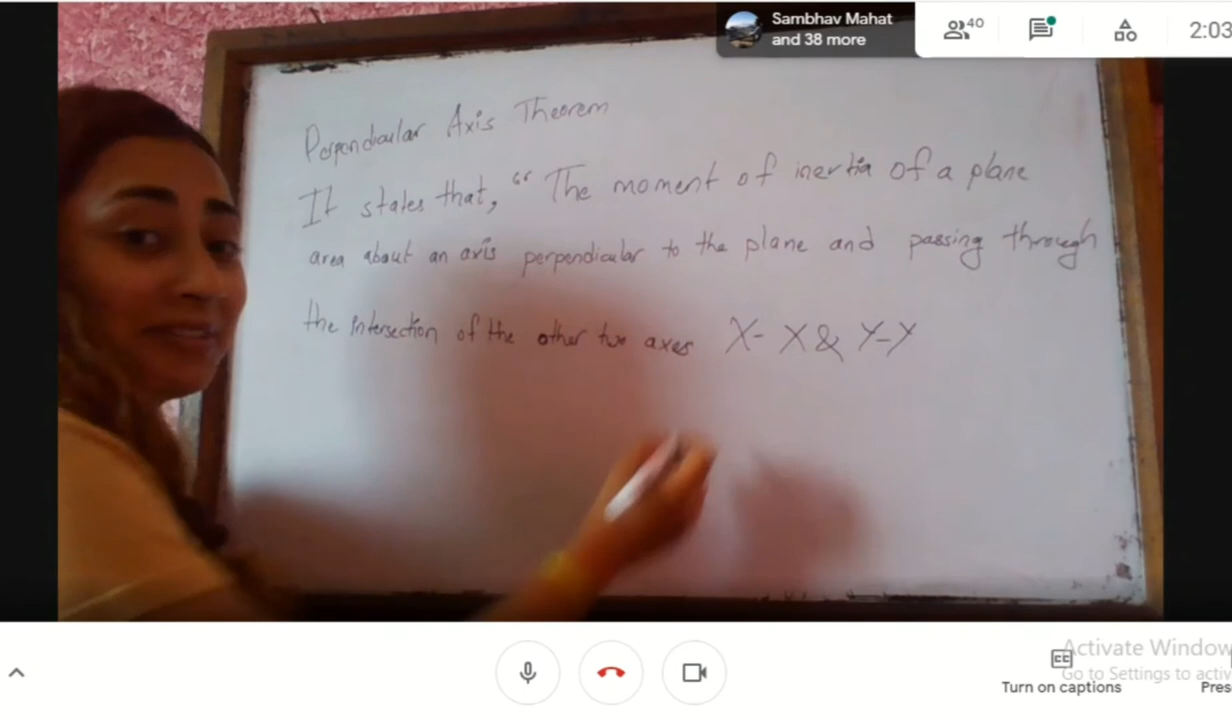 Sambhav Mahat
and 38 more
40
2:03
Perpendicular Axis Theorem
It states that, "The moment of inertia of a plane
area about an axis perpendicular to the plane and passing through
the intersection of the other two axes X-X & Y-Y
Activate Window
Go to Settings to activ
CC
Turn on captions
Pres